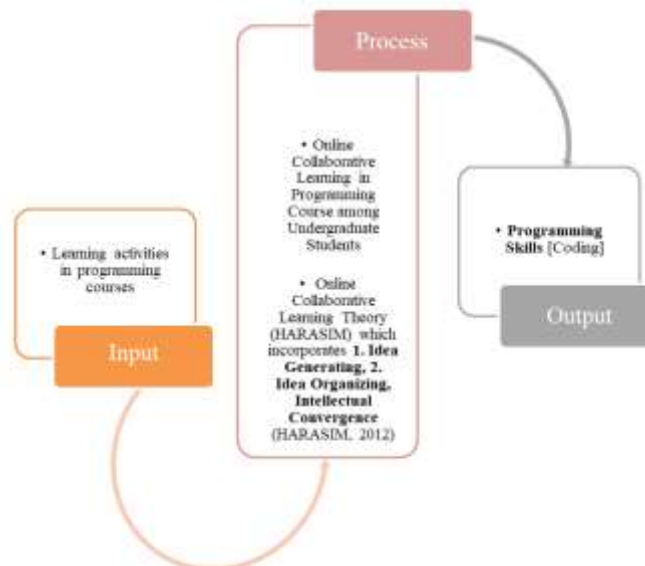 Process
• Online
Collaborative
Learning in
Programming
Course among
Undergraduate
Students
• Online
Collaborative
Learning Theory
(HARASIM) which
incorporates 1. Idea
Generating, 2.
Idea Organizing,
Intellectual
Convergence
(HARASIM, 2012)
• Learning activities
in programming
courses
Input
• Programming
Skills [Coding]
Output